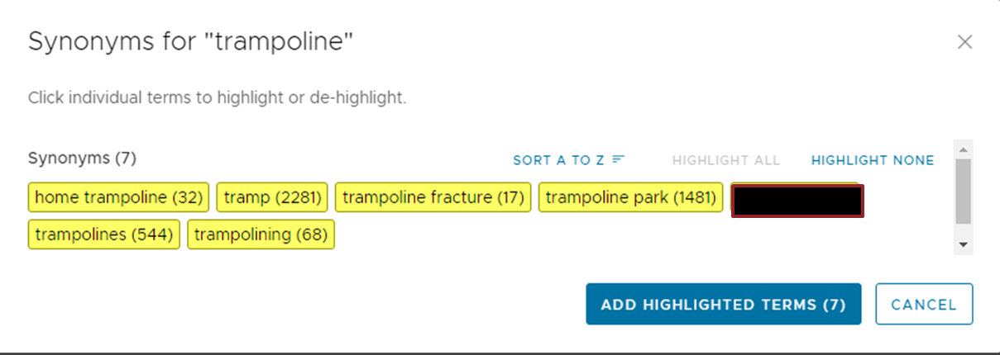 Synonyms for "trampoline"
Click individual terms to highlight or de-highlight.
Synonyms (7) SORT A TO Z HIGHLIGHT ALL HIGHLIGHT NONE
home trampoline (32) tramp (2281) trampoline fracture (17) trampoline park (1481)
trampolines (544) trampolining (68)
ADD HIGHLIGHTED TERMS (7) CANCEL